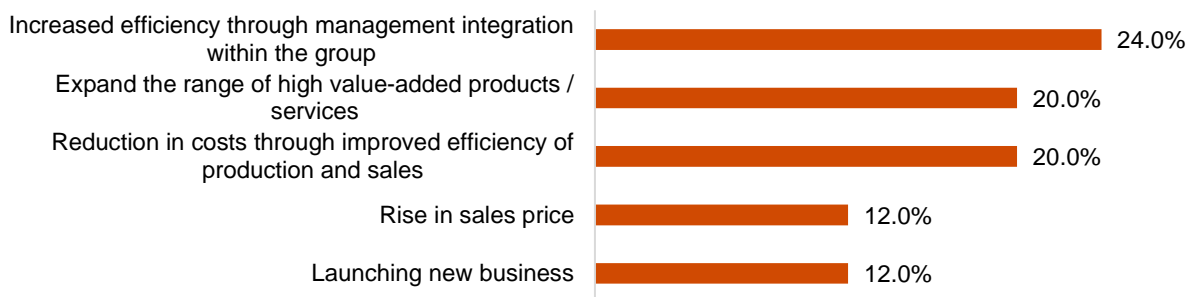 Increased efficiency through management integration
within the group
24.0%
Expand the range of high value-added products /
services
20.0%
Reduction in costs through improved efficiency of
production and sales
20.0%
Rise in sales price
12.0%
Launching new business
12.0%